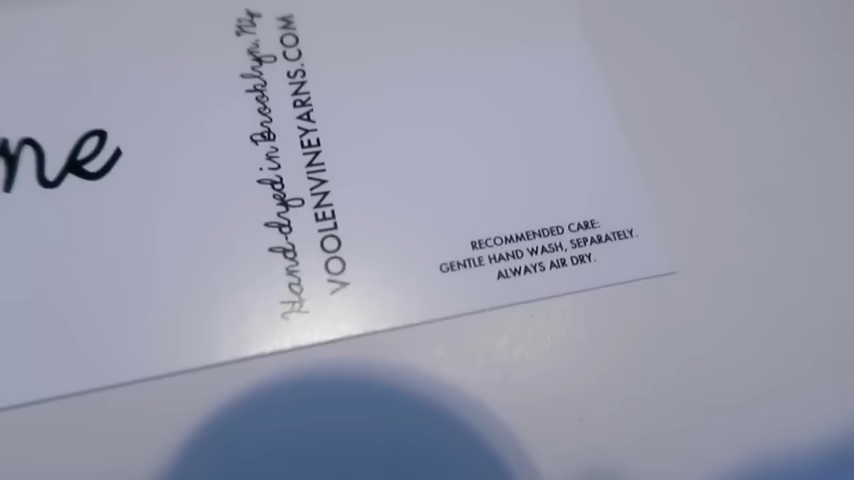 ne
Hand-dyed in Brooklyn, Ny
VOOLENVINEYARNS.COM
RECOMMENDED CARE:
GENTLE HAND WASH, SEPARATELY.
ALWAYS AIR DRY.